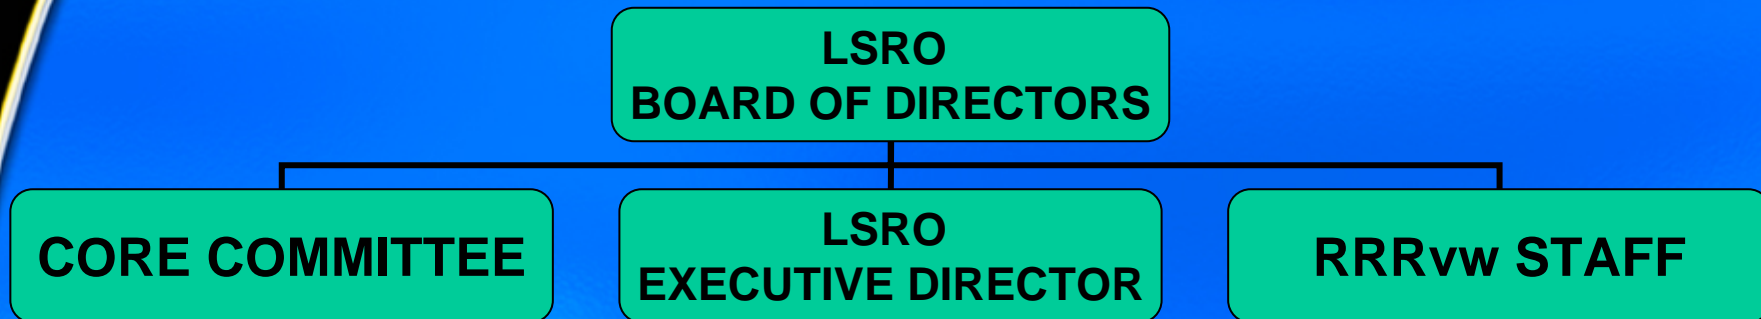 LSRO
BOARD OF DIRECTORS
CORE COMMITTEE
LSRO
EXECUTIVE DIRECTOR
RRRvw STAFF